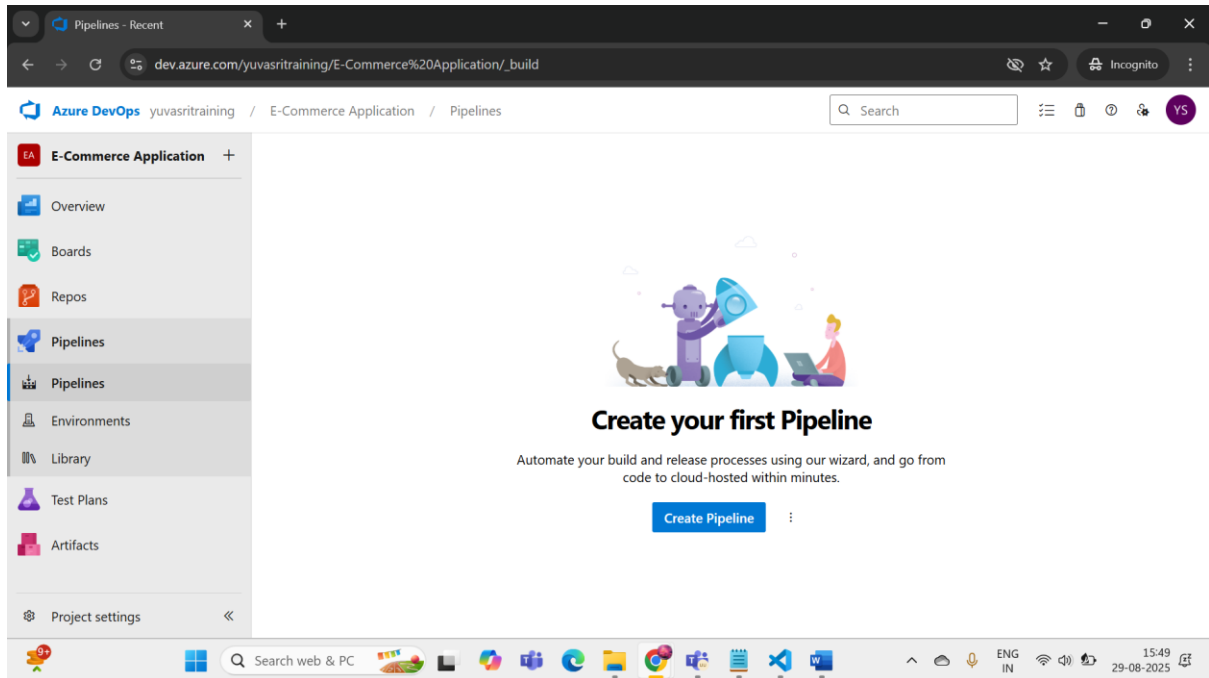 Pipelines - Recent
dev.azure.com/yuvasritraining/E-Commerce%20Application/_build
Incognito
Azure DevOps yuvasritraining / E-Commerce Application / Pipelines
Search
YS
EA E-Commerce Application
Overview
Boards
Repos
Pipelines
Pipelines
Environments
Library
Test Plans
Artifacts
Project settings
Create your first Pipeline
Automate your build and release processes using our wizard, and go from
code to cloud-hosted within minutes.
Create Pipeline
9+
Search web & PC
ENG
IN
15:49
29-08-2025